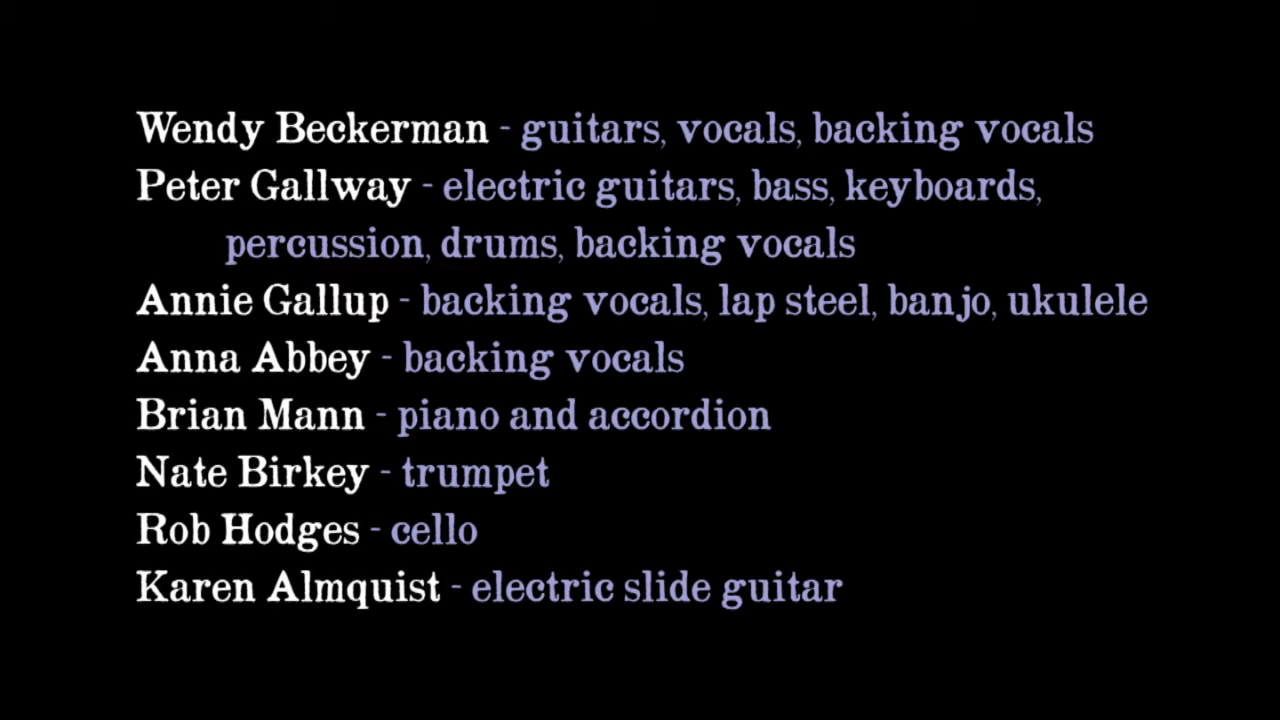 Wendy Beckerman - guitars, vocals, backing vocals
Peter Gallway - electric guitars, bass, keyboards,
percussion, drums, backing vocals
Annie Gallup - backing vocals, lap steel, banjo, ukulele
Anna Abbey - backing vocals
Brian Mann - piano and accordion
Nate Birkey - trumpet
Rob Hodges - cello
Karen Almquist - electric slide guitar